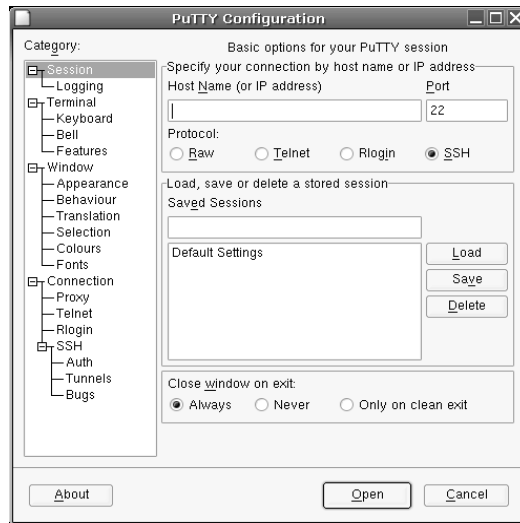 PuTTY Configuration
Category:
Session
Logging
Terminal
Keyboard
Bell
Features
Window
Appearance
Behaviour
Translation
Selection
Colours
Fonts
Connection
Proxy
Telnet
Rlogin
SSH
Auth
Tunnels
Bugs
Basic options for your PuTTY session
Specify your connection by host name or IP address
Host Name (or IP address) Port
22
Protocol:
Raw Telnet Rlogin SSH
Load, save or delete a stored session
Saved Sessions
Default Settings
Load
Save
Delete
Close window on exit:
Always Never Only on clean exit
About Open Cancel